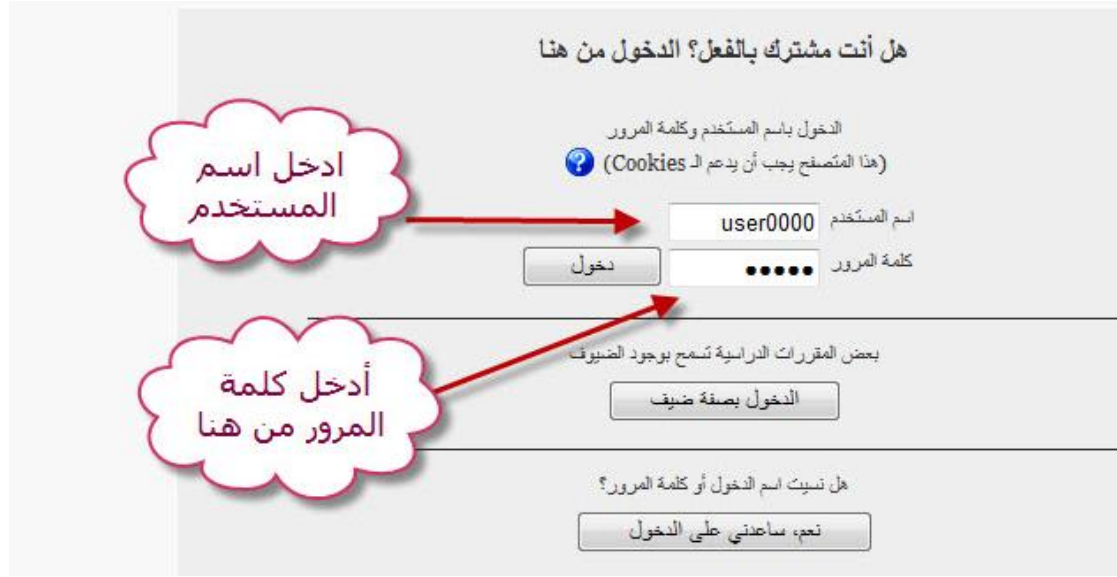 هل أنت مشترك بالفعل؟ الدخول من هنا
الدخول باسم المستخدم وكلمة المرور
(هذا المتصفح يجب أن يدعم الـ Cookies) ?
ادخل اسم
المستخدم
اسم المستخدم user0000
كلمة المرور ●●●●● دخول
بعض المقررات الدراسية تسمح بوجود الضيوف
أدخل كلمة
المرور من هنا
الدخول بصفة ضيف
هل نسيت اسم الدخول أو كلمة المرور؟
نعم، ساعدني على الدخول